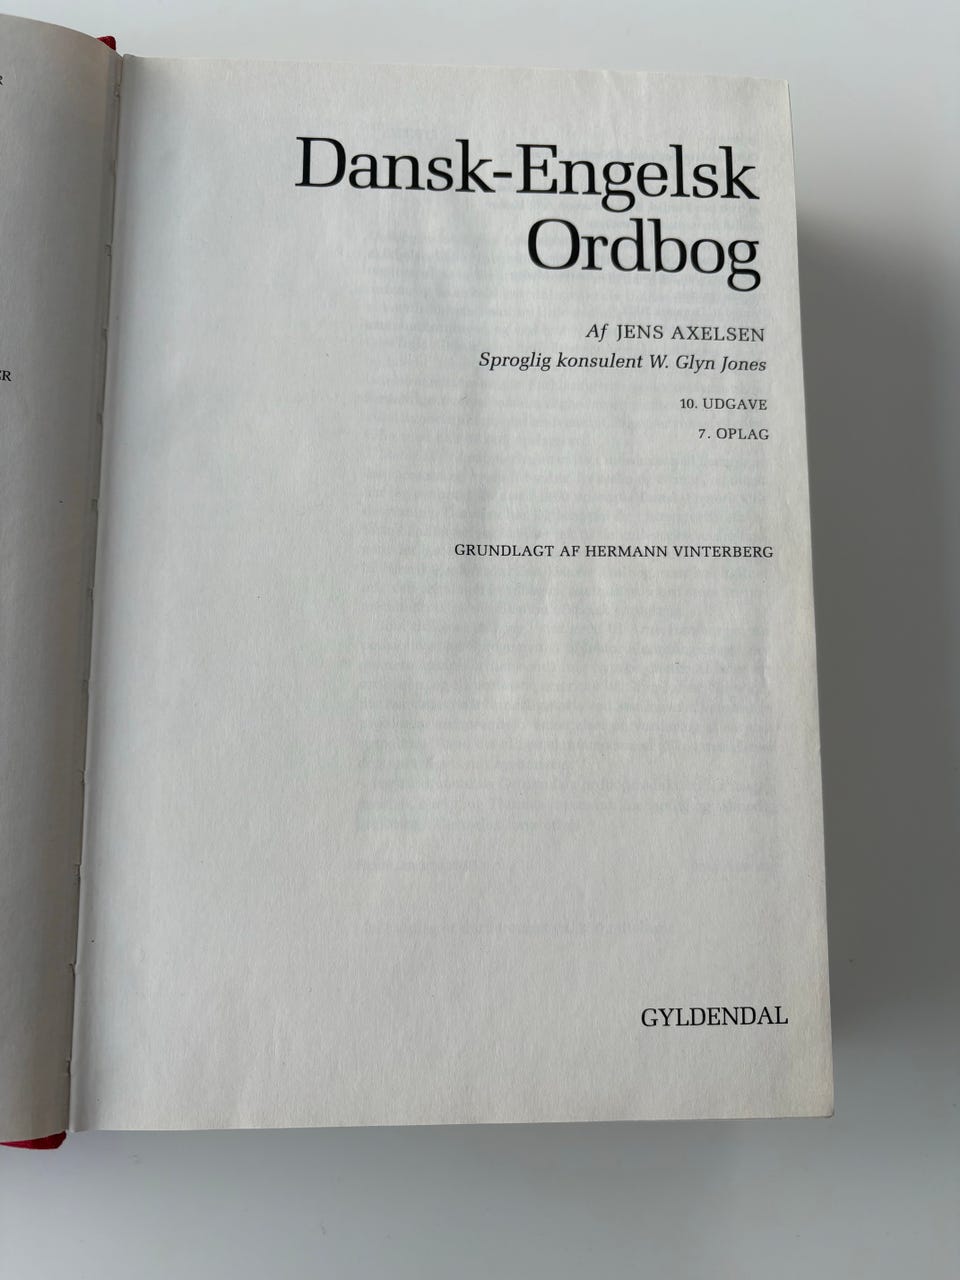 R
ER
Dansk-Engelsk
Ordbog
Af JENS AXELSEN
Sproglig konsulent W. Glyn Jones
10. UDGAVE
7. OPLAG
GRUNDLAGT AF HERMANN VINTERBERG
GYLDENDAL